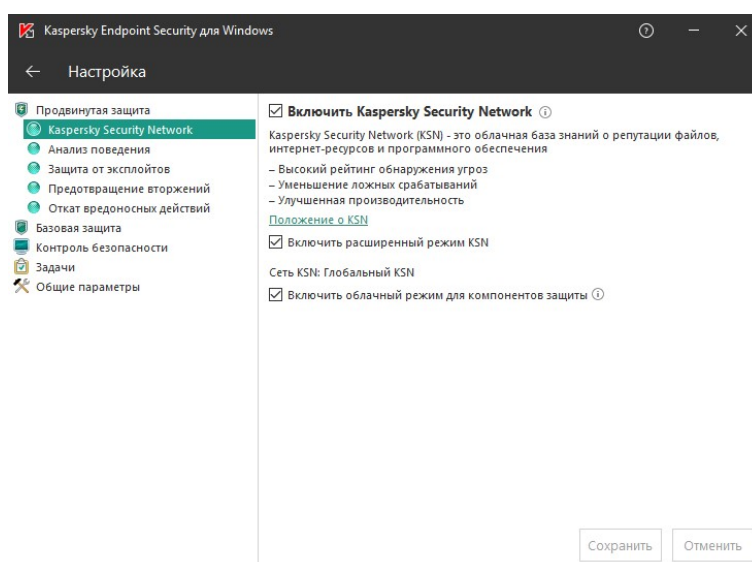 Kaspersky Endpoint Security для Windows
Настройка
Продвинутая защита
Kaspersky Security Network
Анализ поведения
Защита от эксплойтов
Предотвращение вторжений
Откат вредоносных действий
Базовая защита
Контроль безопасности
Задачи
Общие параметры
Включить Kaspersky Security Network
Kaspersky Security Network (KSN) - это облачная база знаний о репутации файлов,
интернет-ресурсов и программного обеспечения
– Высокий рейтинг обнаружения угроз
– Уменьшение ложных срабатываний
– Улучшенная производительность
Положение о KSN
Включить расширенный режим KSN
Сеть KSN: Глобальный KSN
Включить облачный режим для компонентов защиты
Сохранить
Отменить